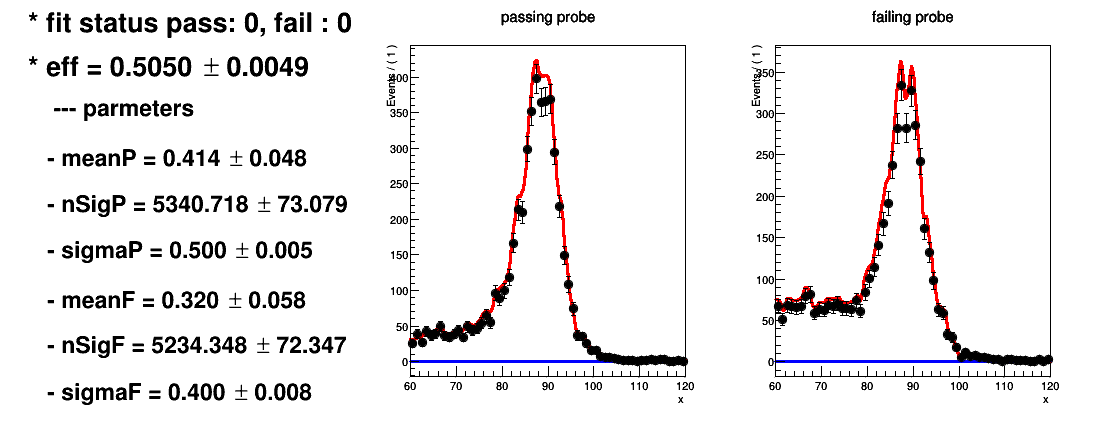 * fit status pass: 0, fail : 0
* eff = 0.5050 ± 0.0049
--- parmeters
- meanP = 0.414 ± 0.048
- nSigP = 5340.718 ± 73.079
- sigmaP = 0.500 ± 0.005
- meanF = 0.320 ± 0.058
- nSigF = 5234.348 ± 72.347
- sigmaF = 0.400 ± 0.008
passing probe
Events / ( 1 )
400
350
300
250
200
150
100
50
0
60 70 80 90 100 110 120
x
failing probe
Events / ( 1 )
350
300
250
200
150
100
50
0
60 70 80 90 100 110 120
x